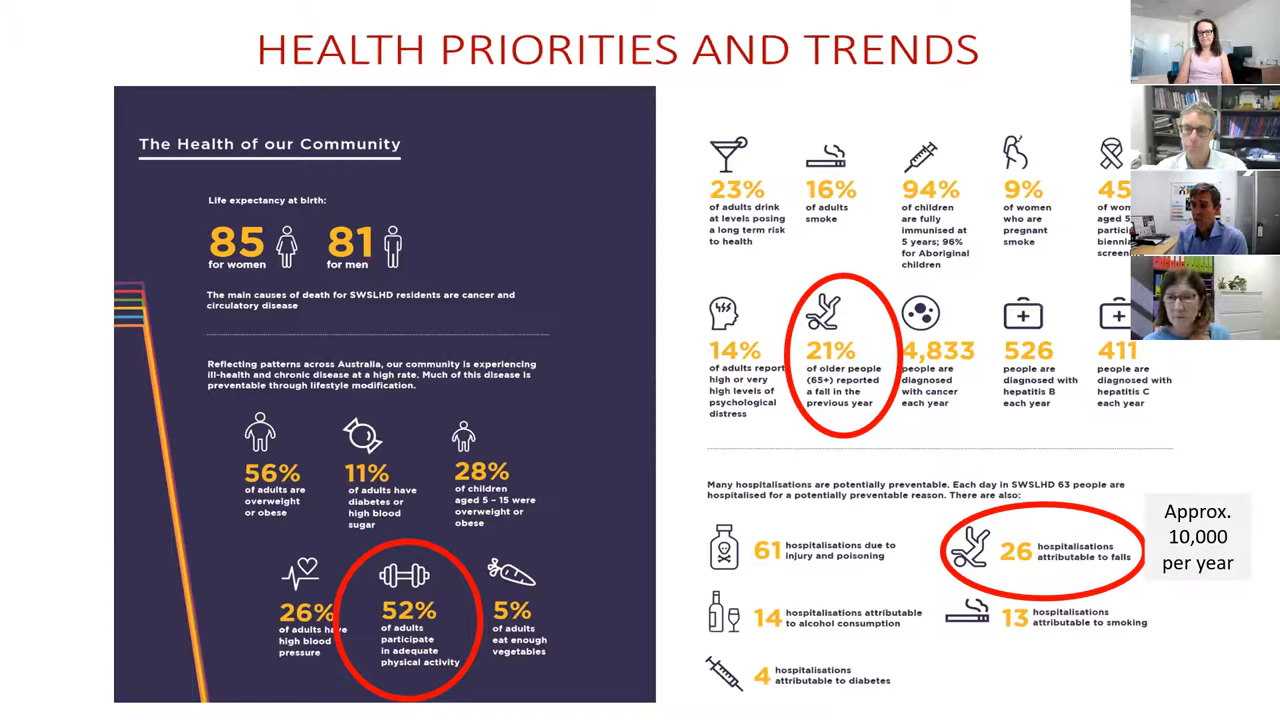 HEALTH PRIORITIES AND TRENDS
The Health of our Community
Life expectancy at birth:
85
for women
81
for men
The main causes of death for SWSLHD residents are cancer and
circulatory disease
Reflecting patterns across Australia, our community is experiencing
ill-health and chronic disease at a high rate. Much of this disease is
preventable through lifestyle modification.
56%
of adults are
overweight
or obese
11%
of adults have
diabetes or
high blood
sugar
28%
of children
aged 5 – 15 were
overweight or
obese
26%
of adults have
high blood
pressure
52%
of adults
participate
in adequate
physical activity
5%
of adults
eat enough
vegetables
23%
of adults drink
at levels posing
a long term risk
to health
16%
of adults
smoke
94%
of children
are fully
immunised at
5 years; 96%
for Aboriginal
children
9%
of women
who are
pregnant
smoke
45
of
aged
14%
of adults report
high or very
high levels of
psychological
distress
21%
of older people
(65+) reported
a fall in the
previous year
4,833
people are
diagnosed
with cancer
each year
526
people are
diagnosed with
hepatitis B
each year
411
people are
diagnosed with
hepatitis C
each year
Many hospitalisations are potentially preventable. Each day in SWSLHD 63 people are
hospitalised for a potentially preventable reason. There are also:
61 hospitalisations due to
injury and poisoning
26 hospitalisations
attributable to falls
Approx.
10,000
per year
14 hospitalisations attributable
to alcohol consumption
13 hospitalisations
attributable to smoking
4 hospitalisations
attributable to diabetes